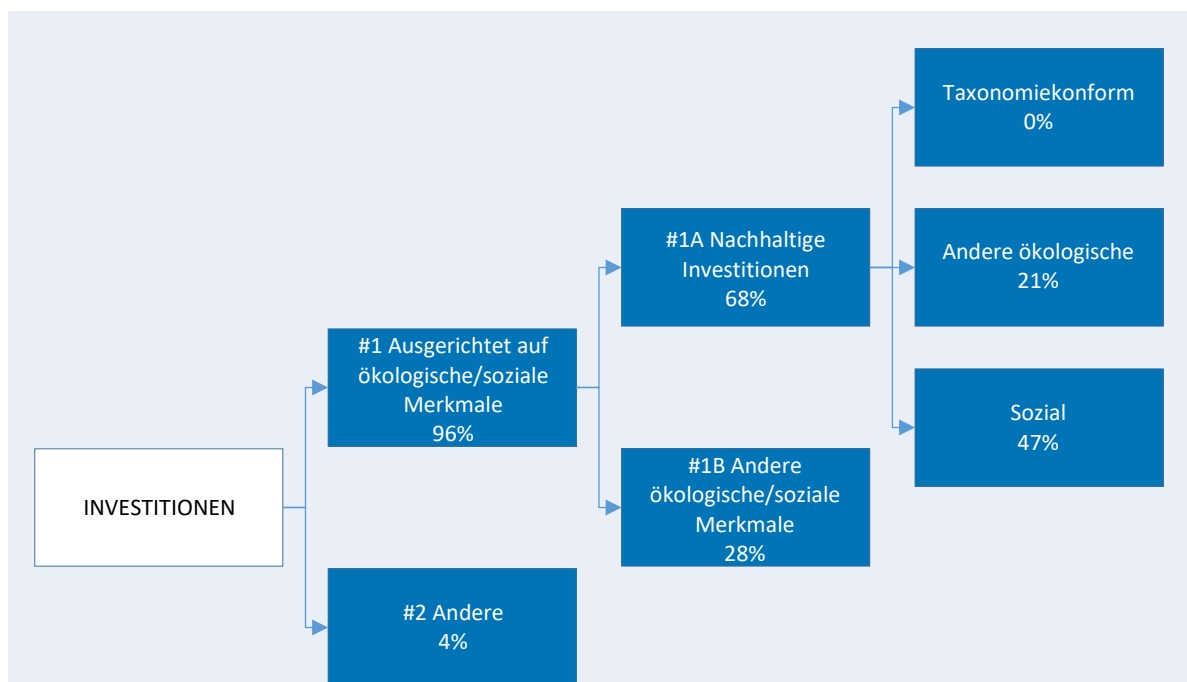 INVESTITIONEN
#1 Ausgerichtet auf
ökologische/soziale
Merkmale
96%
#2 Andere
4%
#1A Nachhaltige
Investitionen
68%
#1B Andere
ökologische/soziale
Merkmale
28%
Taxonomiekonform
0%
Andere ökologische
21%
Sozial
47%